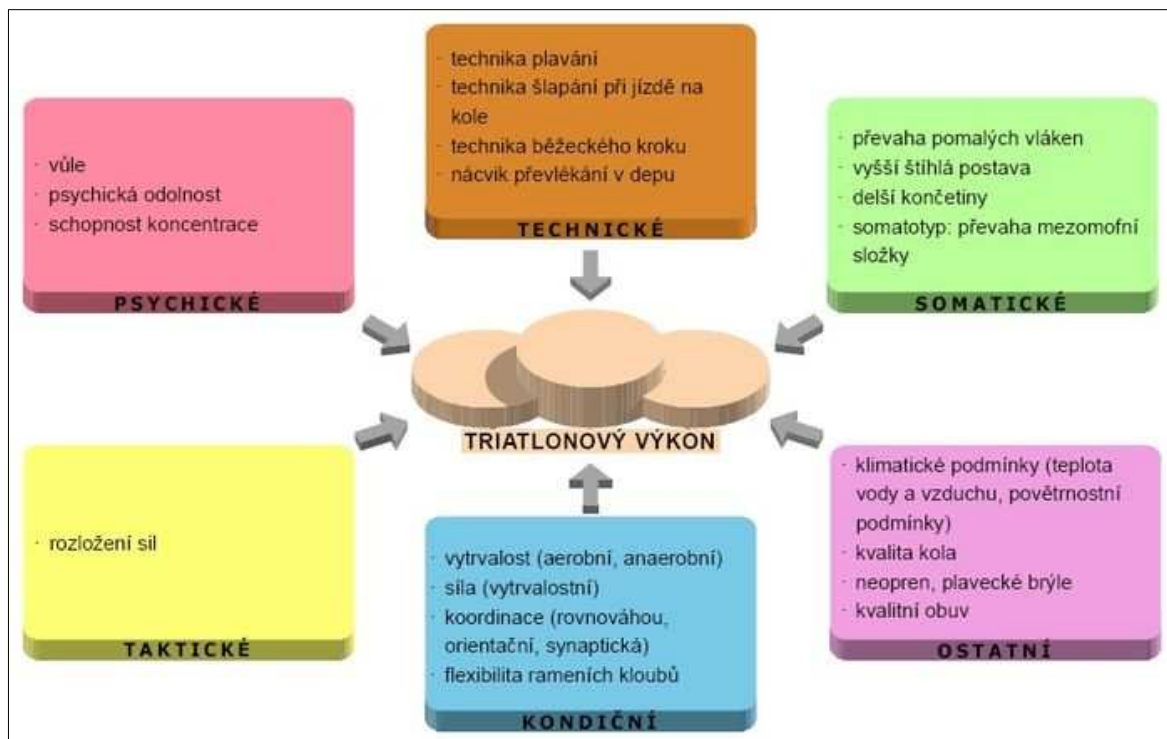 · technika plavání
· technika šlapání při jízdě na
kole
· technika běžeckého kroku
· nácvik převlékání v depu
TECHNICKÉ
· vůle
· psychická odolnost
· schopnost koncentrace
PSYCHICKÉ
· převaha pomalých vláken
· vyšší štíhlá postava
· delší končetiny
· somatotyp: převaha mezomofní
složky
SOMATICKÉ
TRIATLONOVÝ VÝKON
· rozložení sil
TAKTICKÉ
· vytrvalost (aerobní, anaerobní)
· síla (vytrvalostní)
· koordinace (rovnováhou,
orientační, synaptická)
· flexibilita rameních kloubů
KONDIČNÍ
· klimatické podmínky (teplota
vody a vzduchu, povětrnostní
podmínky)
· kvalita kola
· neopren, plavecké brýle
· kvalitní obuv
OSTATNÍ